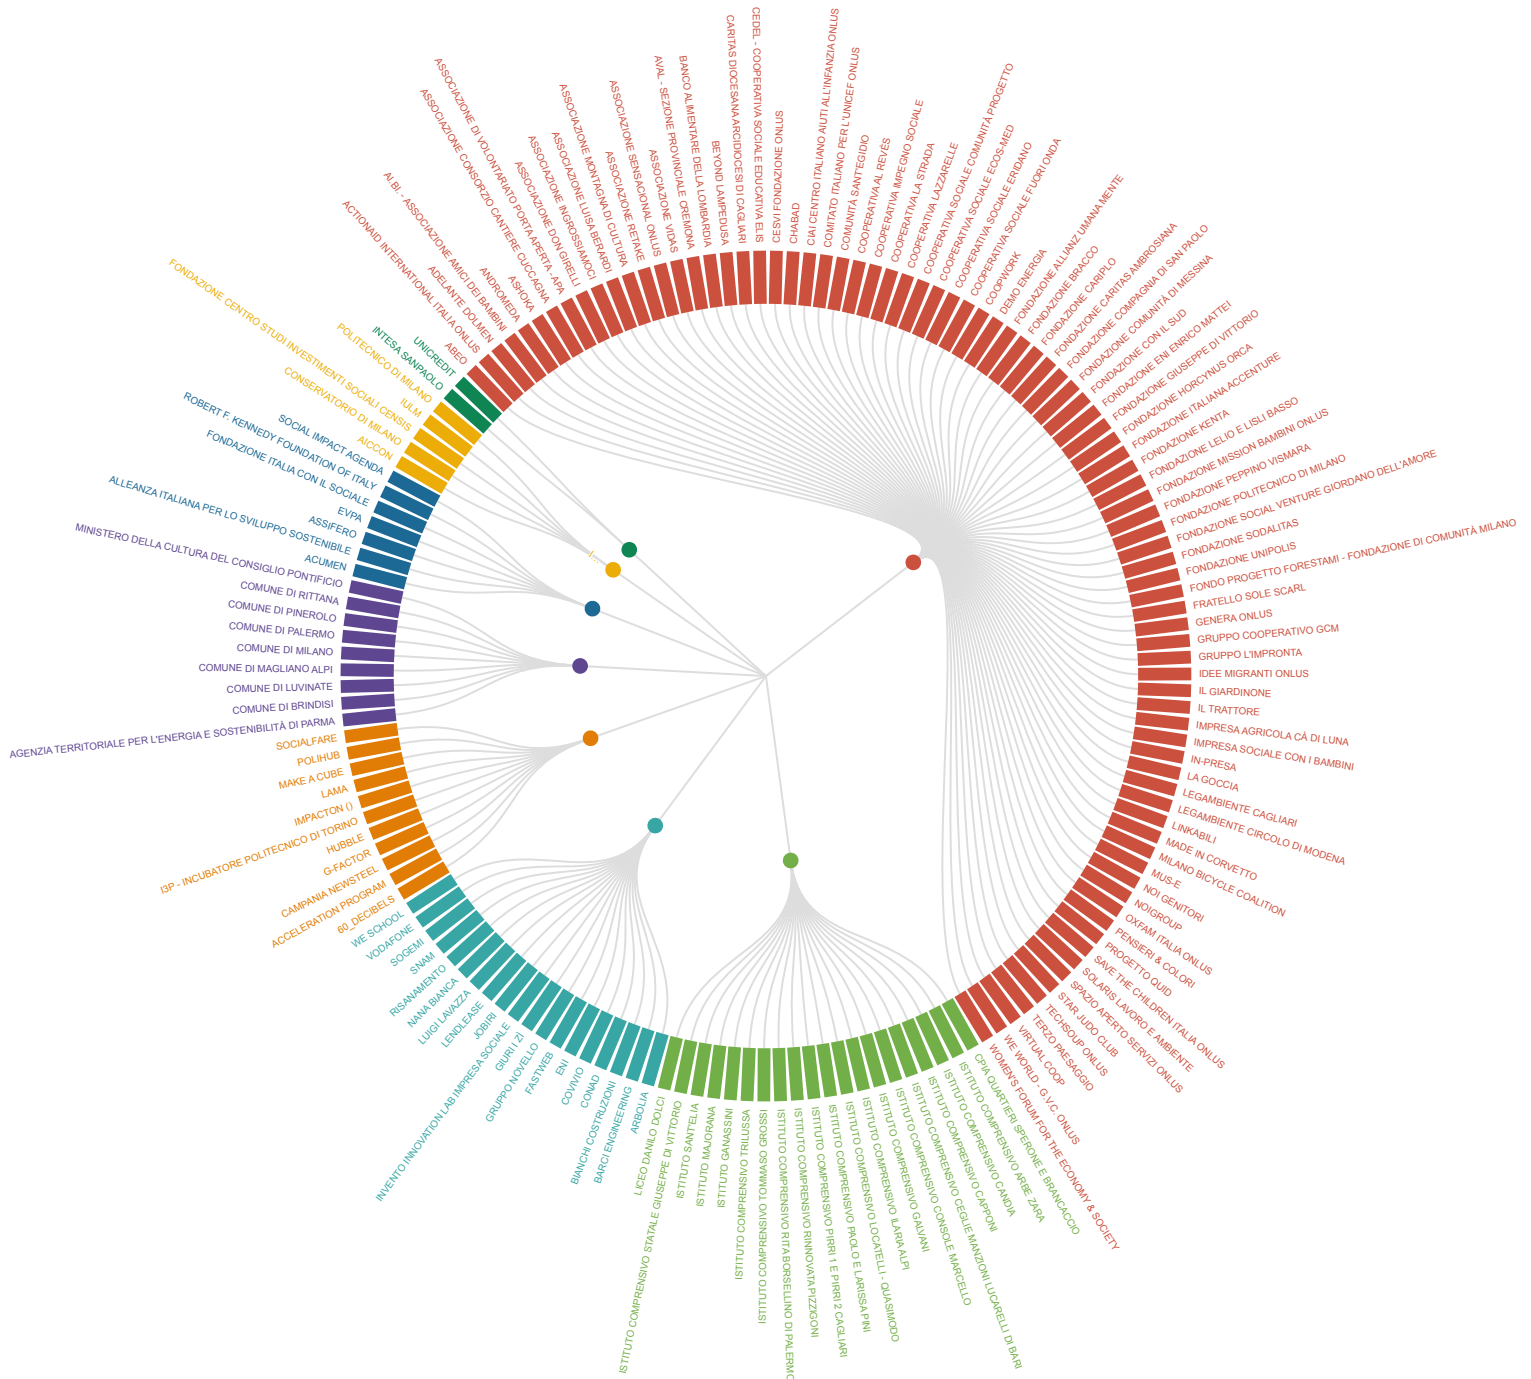 ABEO
ACTIONAID INTERNATIONAL ITALIA ONLUS
ADELANTE DOLMEN
AI.BI. - ASSOCIAZIONE AMICI DEI BAMBINI
ANDROMEDA
ASHOKA
ASSOCIAZIONE CONSORZIO CANTIERE CUCCAGNA
ASSOCIAZIONE DI VOLONTARIATO PORTA APERTA - APA
ASSOCIAZIONE DON GIRELLI
ASSOCIAZIONE INGROSSIAMOCI
ASSOCIAZIONE LUISA BERARDI
ASSOCIAZIONE MONTAGNA DI CULTURA
ASSOCIAZIONE RETAKE
ASSOCIAZIONE SENSACIONAL ONLUS
ASSOCIAZIONE VIDAS
AVAL - SEZIONE PROVINCIALE CREMONA
BANCO ALIMENTARE DELLA LOMBARDIA
BEYOND LAMPEDUSA
CARITAS DIOCESANA ARCIDIOCESI DI CAGLIARI
CEDEL - COOPERATIVA SOCIALE EDUCATIVA ELIS
CESVI FONDAZIONE ONLUS
CHABAD
CIAI CENTRO ITALIANO AIUTI ALL'INFANZIA ONLUS
COMITATO ITALIANO PER L'UNICEF ONLUS
COMUNITÀ SANT'EGIDIO
COOPERATIVA AL REVÈS
COOPERATIVA IMPEGNO SOCIALE
COOPERATIVA LA STRADA
COOPERATIVA LAZZARELLE
COOPERATIVA SOCIALE COMUNITÀ PROGETTO
COOPERATIVA SOCIALE ECOS-MED
COOPERATIVA SOCIALE ERIDANO
COOPERATIVA SOCIALE FUORI ONDA
COOPWORK
DEMO ENERGIA
FONDAZIONE ALLIANZ UMANA MENTE
FONDAZIONE BRACCO
FONDAZIONE CARIPLO
FONDAZIONE CARITAS AMBROSIANA
FONDAZIONE COMPAGNIA DI SAN PAOLO
FONDAZIONE COMUNITÀ DI MESSINA
FONDAZIONE CON IL SUD
FONDAZIONE ENI ENRICO MATTEI
FONDAZIONE GIUSEPPE DI VITTORIO
FONDAZIONE HORCYNUS ORCA
FONDAZIONE ITALIANA ACCENTURE
FONDAZIONE KENTA
FONDAZIONE LELIO E LISLI BASSO
FONDAZIONE MISSION BAMBINI ONLUS
FONDAZIONE PEPPINO VISMARA
FONDAZIONE POLITECNICO DI MILANO
FONDAZIONE SOCIAL VENTURE GIORDANO DELL'AMORE
FONDAZIONE SODALITAS
FONDAZIONE UNIPOLIS
FONDO PROGETTO FORESTAMI - FONDAZIONE DI COMUNITÀ MILANO
FRATELLO SOLE SCARL
GENERA ONLUS
GRUPPO COOPERATIVO GCM
GRUPPO L'IMPRONTA
IDEE MIGRANTI ONLUS
IL GIARDINONE
IL TRATTORE
IMPRESA AGRICOLA CÀ DI LUNA
IMPRESA SOCIALE CON I BAMBINI
IN-PRESA
LA GOCCIA
LEGAMBIENTE CAGLIARI
LEGAMBIENTE CIRCOLO DI MODENA
LINKABILI
MADE IN CORVETTO
MILANO BICYCLE COALITION
MUS-E
NOI GENITORI
NOIGROUP
OXFAM ITALIA ONLUS
PENSIERI & COLORI
PROGETTO QUID
SAVE THE CHILDREN ITALIA ONLUS
SOLARIS LAVORO E AMBIENTE
SPAZIO APERTO SERVIZI ONLUS
STAR JUDO CLUB
TECHSOUP ONLUS
TERZO PAESAGGIO
VIRTUAL COOP
WE WORLD - G.V.C. ONLUS
WOMEN'S FORUM FOR THE ECONOMY & SOCIETY
CPIA QUARTIERI SPERONE E BRANCACCIO
ISTITUTO COMPRENSIVO ARBE ZARA
ISTITUTO COMPRENSIVO CANDIA
ISTITUTO COMPRENSIVO CAPPONI
ISTITUTO COMPRENSIVO CEGLIE MANZIONI LUCARELLI DI BARI
ISTITUTO COMPRENSIVO CONSOLE MARCELLO
ISTITUTO COMPRENSIVO GALVANI
ISTITUTO COMPRENSIVO ILARIA ALPI
ISTITUTO COMPRENSIVO LOCATELLI - QUASIMODO
ISTITUTO COMPRENSIVO PAOLO E LARISSA PINI
ISTITUTO COMPRENSIVO PIRRI 1 E PIRRI 2 CAGLIARI
ISTITUTO COMPRENSIVO RINNOVATA PIZZIGONI
ISTITUTO COMPRENSIVO RITA BORSELLINO DI PALERMO
ISTITUTO COMPRENSIVO TOMMASO GROSSI
ISTITUTO COMPRENSIVO TRILUSSA
ISTITUTO GANASSINI
ISTITUTO MAJORANA
ISTITUTO SANT'ELIA
ISTITUTO COMPRENSIVO STATALE GIUSEPPE DI VITTORIO
LICEO DANILO DOLCI
ARBOLIA
BARCI ENGINEERING
BIANCHI COSTRUZIONI
CONAD
COVIVIO
ENI
FASTWEB
GRUPPO NOVELLO
GIURI I ZÌ
INVENTO INNOVATION LAB IMPRESA SOCIALE
JOBIRI
LENDLEASE
LUIGI LAVAZZA
NANA BIANCA
RISANAMENTO
SNAM
SOGEMI
VODAFONE
WE SCHOOL
60_DECIBELS
ACCELERATION PROGRAM
CAMPANIA NEWSTEEL
G-FACTOR
HUBBLE
I3P - INCUBATORE POLITECNICO DI TORINO
IMPACTON ()
LAMA
MAKE A CUBE
POLIHUB
SOCIALFARE
AGENZIA TERRITORIALE PER L'ENERGIA E SOSTENIBILITÀ DI PARMA
COMUNE DI BRINDISI
COMUNE DI LUVINATE
COMUNE DI MAGLIANO ALPI
COMUNE DI MILANO
COMUNE DI PALERMO
COMUNE DI PINEROLO
COMUNE DI RITTANA
MINISTERO DELLA CULTURA DEL CONSIGLIO PONTIFICIO
ACUMEN
ALLEANZA ITALIANA PER LO SVILUPPO SOSTENIBILE
ASSIFERO
EVPA
FONDAZIONE ITALIA CON IL SOCIALE
ROBERT F. KENNEDY FOUNDATION OF ITALY
SOCIAL IMPACT AGENDA
AICCON
CONSERVATORIO DI MILANO
FONDAZIONE CENTRO STUDI INVESTIMENTI SOCIALI CENSIS
IULM
POLITECNICO DI MILANO
INTESA SANPAOLO
UNICREDIT